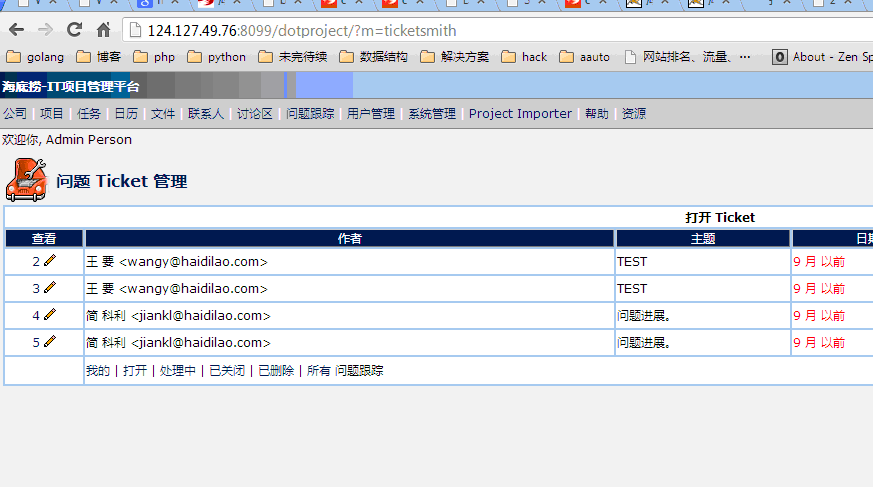 124.127.49.76:8099/dotproject/?m=ticketsmith
golang 博客 php python 未完待续 数据结构 解决方案 hack aauto 网站排名、流量、... About - Zen Sp
海底捞-IT项目管理平台
公司 | 项目 | 任务 | 日历 | 文件 | 联系人 | 讨论区 | 问题跟踪 | 用户管理 | 系统管理 | Project Importer | 帮助 | 资源
欢迎你, Admin Person
问题 Ticket 管理
打开 Ticket
查看 作者 主题 日期
2 王 要 <wangy@haidilao.com> TEST 9 月 以前
3 王 要 <wangy@haidilao.com> TEST 9 月 以前
4 简 科利 <jiankl@haidilao.com> 问题进展。 9 月 以前
5 简 科利 <jiankl@haidilao.com> 问题进展。 9 月 以前
我的 | 打开 | 处理中 | 已关闭 | 已删除 | 所有 问题跟踪